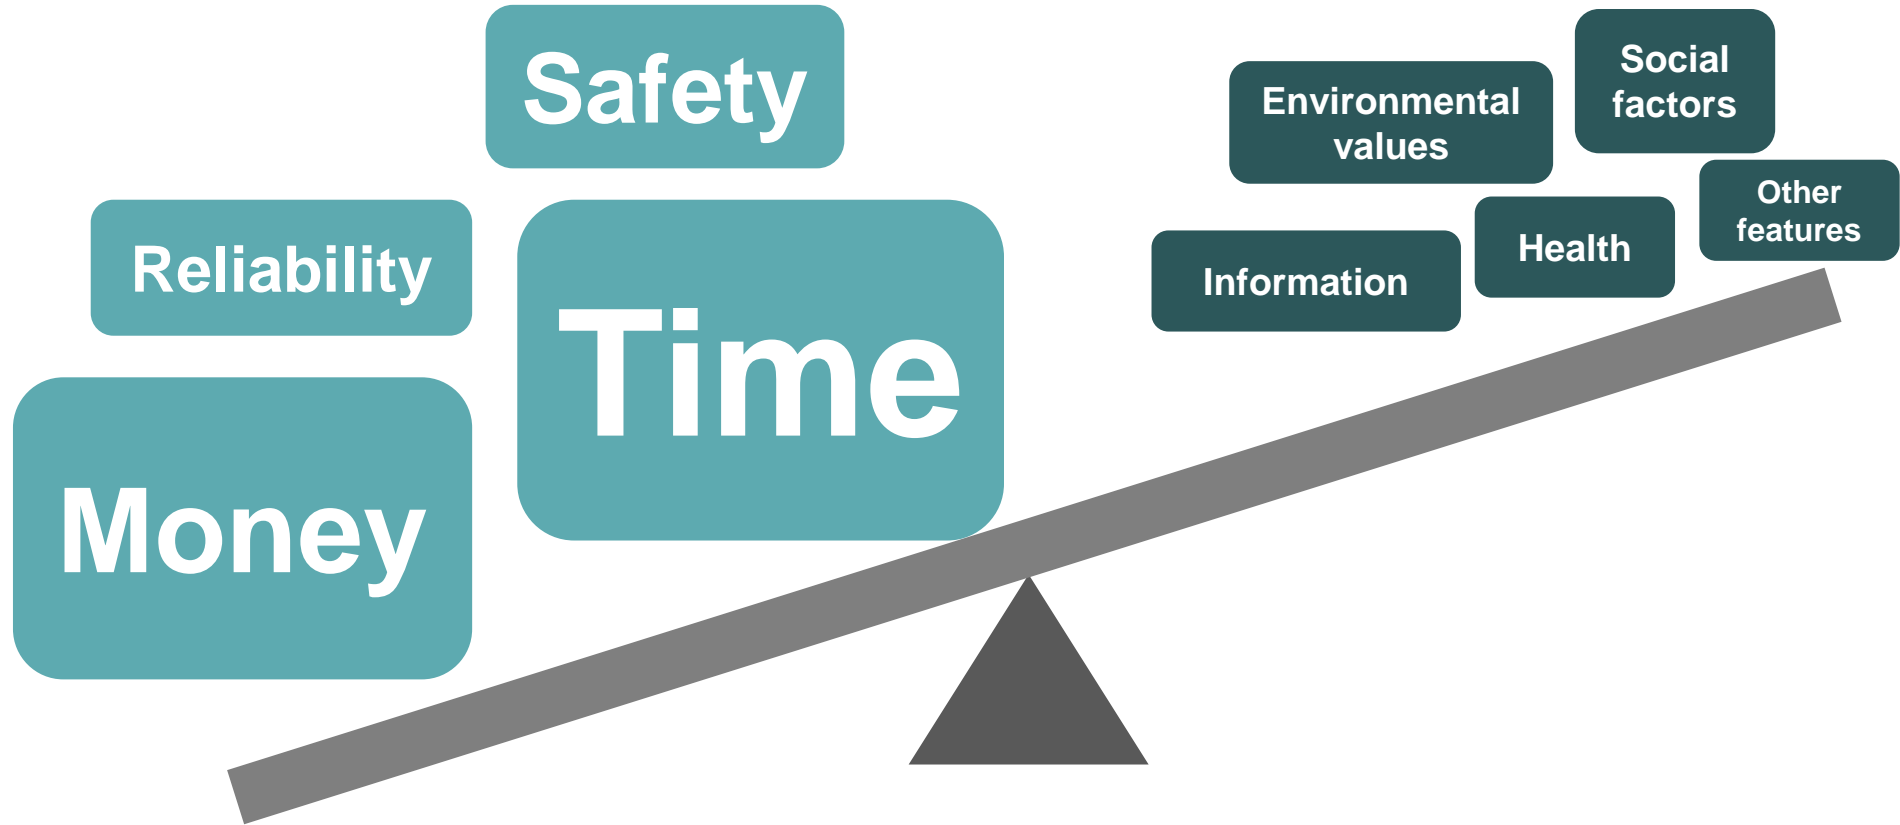 Safety
Reliability
Time
Money
Environmental
values
Social
factors
Information
Health
Other
features